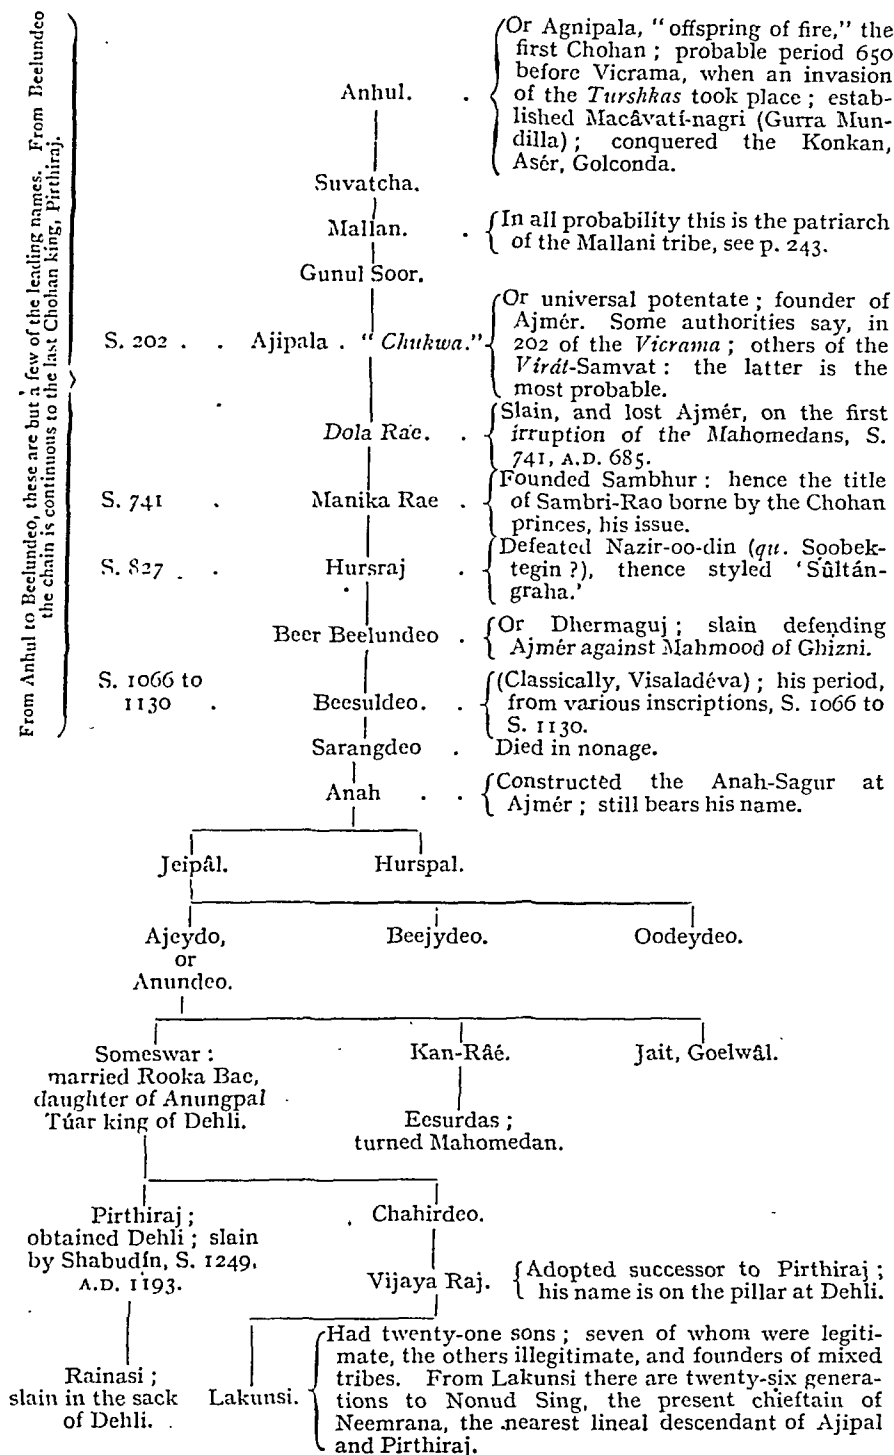 From Anhul to Beelundeo, these are but a few of the leading names. From Beelundeo
the chain is continuous to the last Chohan king, Pirthiraj.
Anhul. .
Or Agnipala, "offspring of fire," the
first Chohan ; probable period 650
before Vicrama, when an invasion
of the Turshkas took place ; estab-
lished Macâvatí-nagri (Gurra Mun-
dilla) ; conquered the Konkan,
Asér, Golconda.
Suvatcha.
Mallan. .
In all probability this is the patriarch
of the Mallani tribe, see p. 243.
Gunul Soor.
S. 202 . . Ajipala . "Chukwa."
Or universal potentate ; founder of
Ajmér. Some authorities say, in
202 of the Vicrama ; others of the
Virát-Samvat : the latter is the
most probable.
Dola Rae. .
Slain, and lost Ajmér, on the first
irruption of the Mahomedans, S.
741, A.D. 685.
S. 741 . Manika Rae .
Founded Sambhur : hence the title
of Sambri-Rao borne by the Chohan
princes, his issue.
S. 827 . Hursraj .
Defeated Nazir-oo-din (qu. Soobek-
tegin ?), thence styled 'Sûltán-
graha.'
Beer Beelundeo .
Or Dhermaguj ; slain defending
Ajmér against Mahmood of Ghizni.
S. 1066 to
1130 . Beesuldeo. .
(Classically, Visaladéva) ; his period,
from various inscriptions, S. 1066 to
S. 1130.
Sarangdeo . Died in nonage.
Anah . .
Constructed the Anah-Sagur at
Ajmér ; still bears his name.
Jeipâl. Hurspal.
Ajeydo, Beejydeo. Oodeydeo.
or
Anundeo.
Someswar : Kan-Râé. Jait, Goelwâl.
married Rooka Bae,
daughter of Anungpal
Túar king of Dehli.
Eesurdas ;
turned Mahomedan.
Pirthiraj ; Chahirdeo.
obtained Dehli ; slain
by Shabudín, S. 1249,
A.D. 1193.
Vijaya Raj.
Adopted successor to Pirthiraj ;
his name is on the pillar at Dehli.
Rainasi ;
slain in the sack
of Dehli.
Lakunsi.
Had twenty-one sons ; seven of whom were legiti-
mate, the others illegitimate, and founders of mixed
tribes. From Lakunsi there are twenty-six genera-
tions to Nonud Sing, the present chieftain of
Neemrana, the nearest lineal descendant of Ajipal
and Pirthiraj.